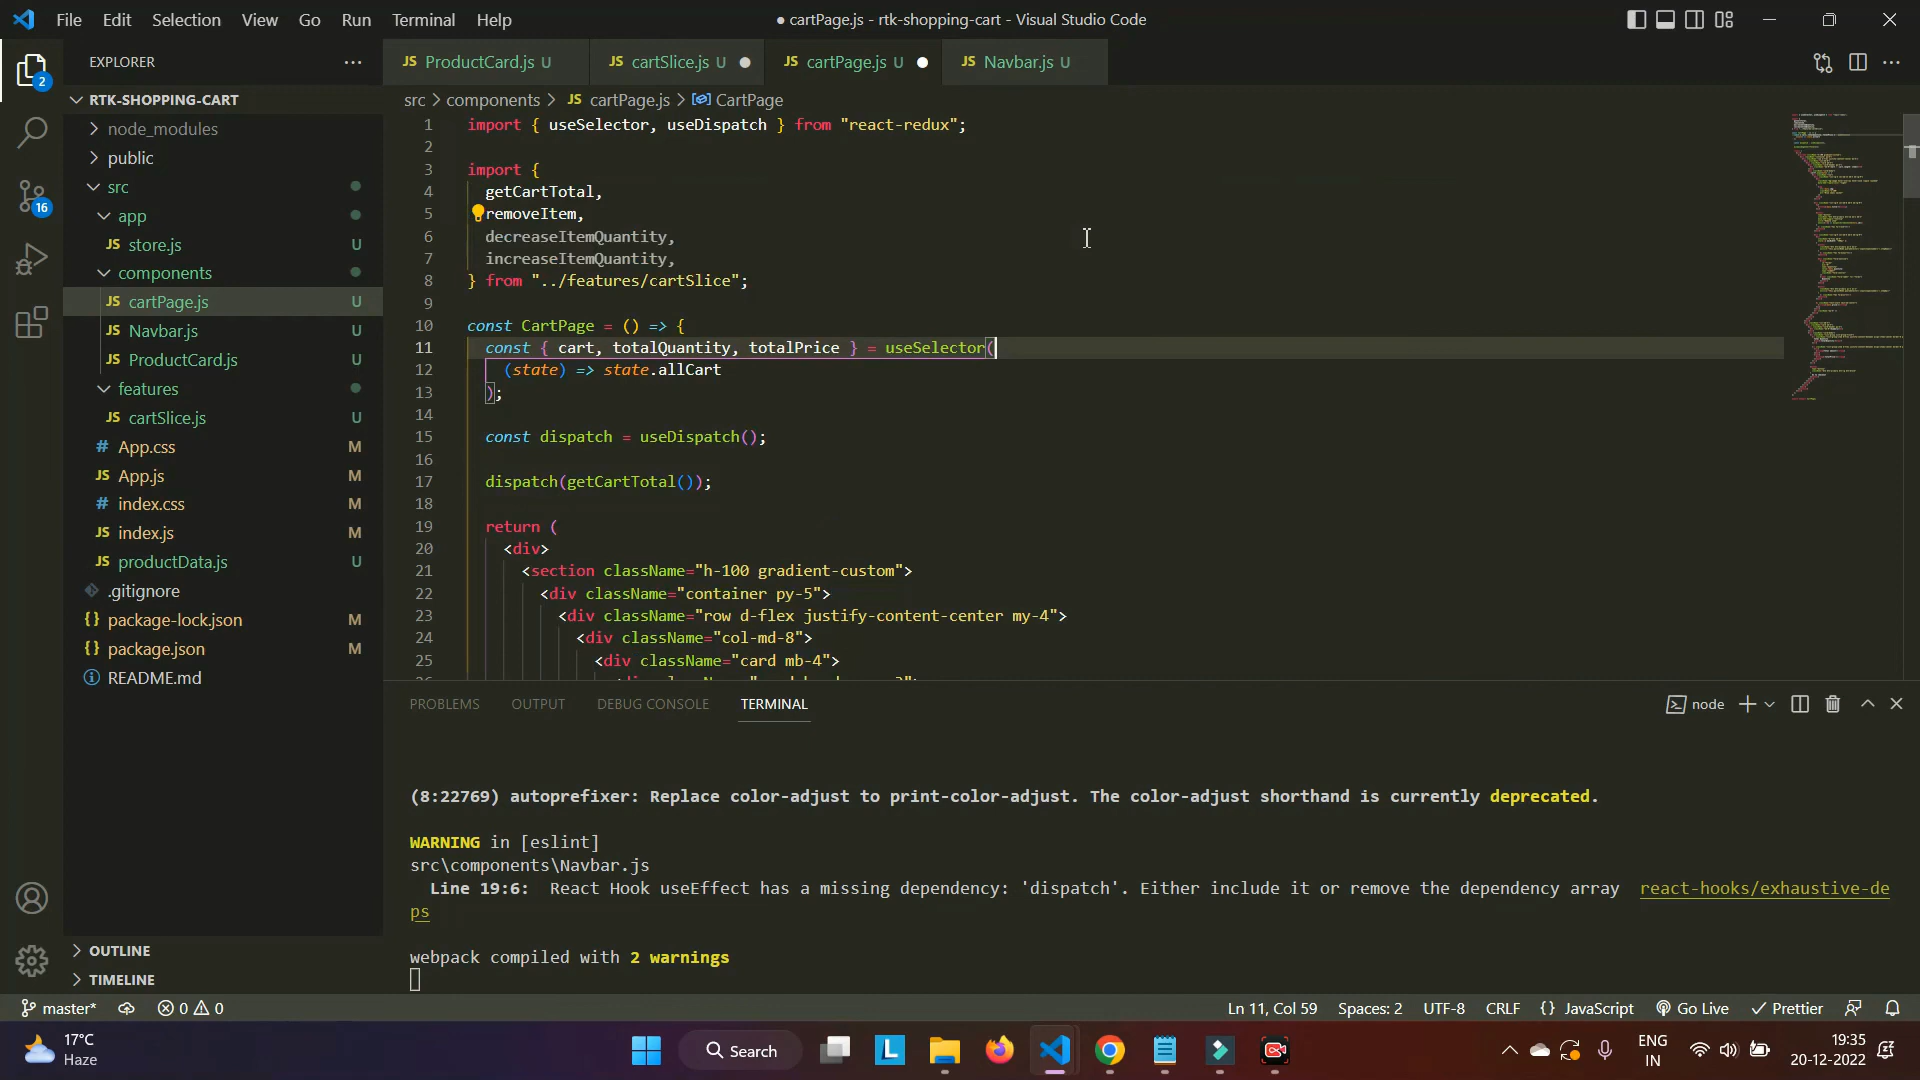 File Edit Selection View Go Run Terminal Help
● cartPage.js - rtk-shopping-cart - Visual Studio Code
EXPLORER
JS ProductCard.js U
JS cartSlice.js U ●
JS cartPage.js U ●
JS Navbar.js U
2
16
RTK-SHOPPING-CART
node_modules
public
src
app
JS store.js U
components
JS cartPage.js U
JS Navbar.js U
JS ProductCard.js U
features
JS cartSlice.js U
# App.css M
JS App.js M
# index.css M
JS index.js M
JS productData.js U
.gitignore
{} package-lock.json M
{} package.json M
README.md
OUTLINE
TIMELINE
src > components > JS cartPage.js > CartPage
1 import { useSelector, useDispatch } from "react-redux";
2
3 import {
4 getCartTotal,
5 removeItem,
6 decreaseItemQuantity,
7 increaseItemQuantity,
8 } from "../features/cartSlice";
9
10 const CartPage = () => {
11 const { cart, totalQuantity, totalPrice } = useSelector(
12 (state) => state.allCart
13 );
14
15 const dispatch = useDispatch();
16
17 dispatch(getCartTotal());
18
19 return (
20 <div>
21 <section className="h-100 gradient-custom">
22 <div className="container py-5">
23 <div className="row d-flex justify-content-center my-4">
24 <div className="col-md-8">
25 <div className="card mb-4">
PROBLEMS OUTPUT DEBUG CONSOLE TERMINAL
node
(8:22769) autoprefixer: Replace color-adjust to print-color-adjust. The color-adjust shorthand is currently deprecated.
WARNING in [eslint]
src\components\Navbar.js
Line 19:6: React Hook useEffect has a missing dependency: 'dispatch'. Either include it or remove the dependency array react-hooks/exhaustive-de
ps
webpack compiled with 2 warnings
master* 0 0
Ln 11, Col 59 Spaces: 2 UTF-8 CRLF {} JavaScript Go Live Prettier
17°C
Haze
Search
L
ENG
IN
19:35
20-12-2022